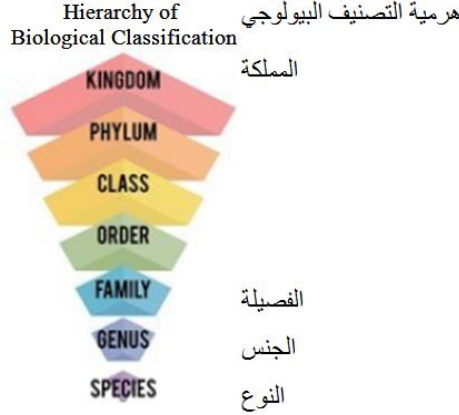 Hierarchy of
Biological Classification
هرمية التصنيف البيولوجي
KINGDOM
المملكة
PHYLUM
CLASS
ORDER
FAMILY
الفصيلة
GENUS
الجنس
SPECIES
النوع